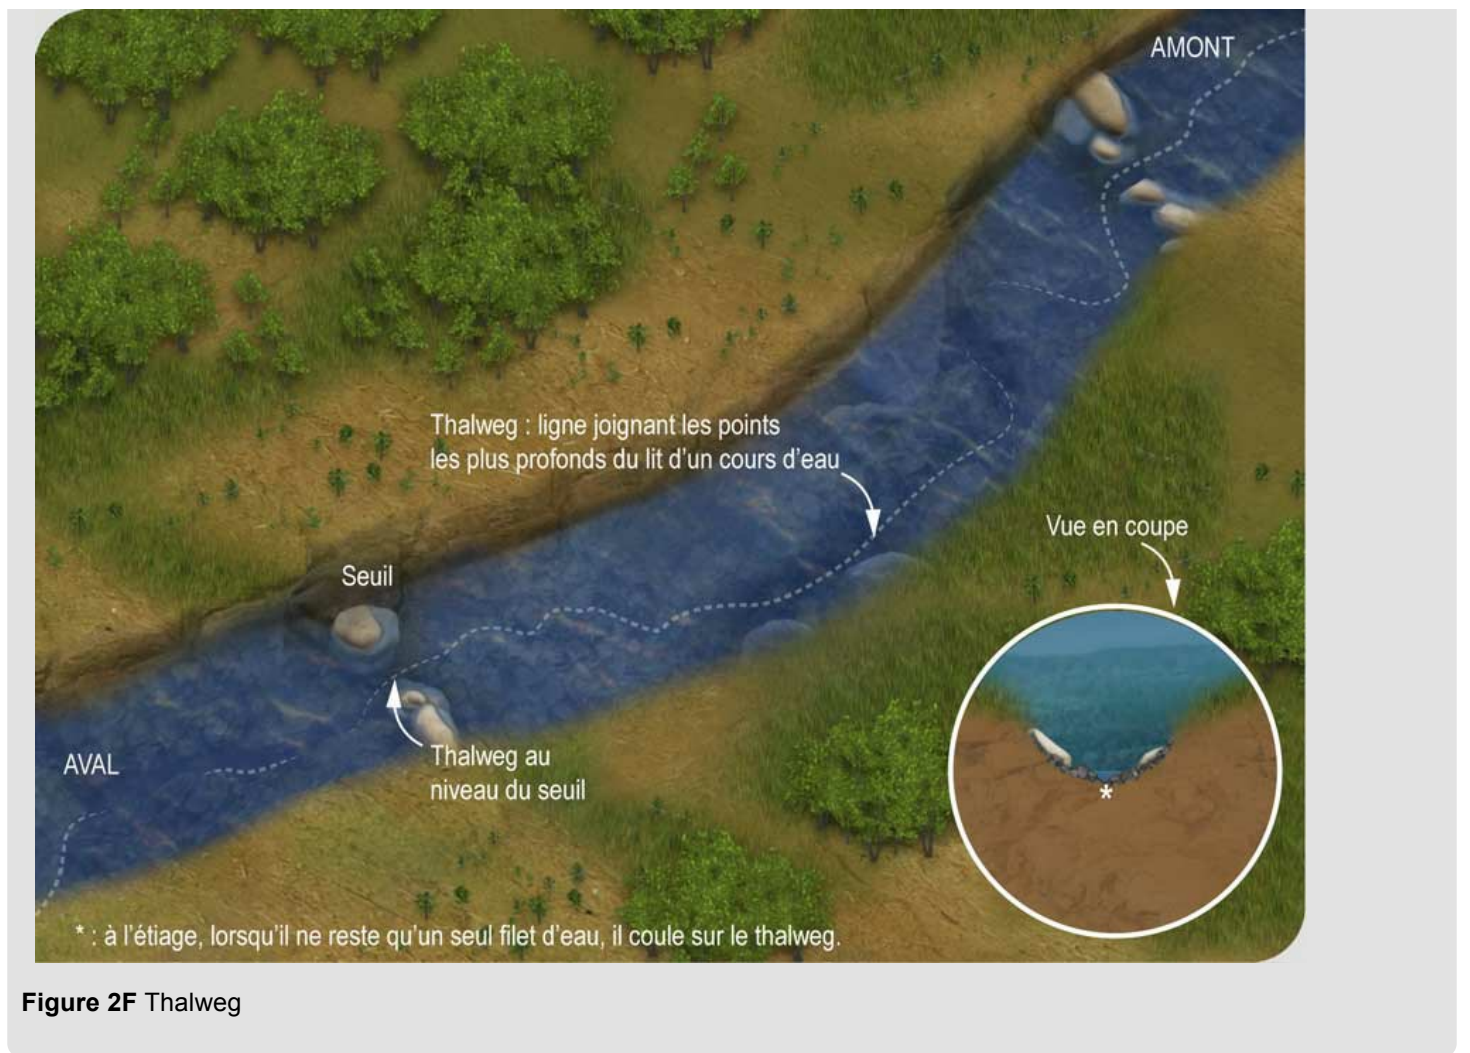 AMONT
Thalweg : ligne joignant les points
les plus profonds du lit d'un cours d'eau
Vue en coupe
Seuil
Thalweg au
niveau du seuil
AVAL
*
* : à l'étiage, lorsqu'il ne reste qu'un seul filet d'eau, il coule sur le thalweg.
Figure 2F Thalweg